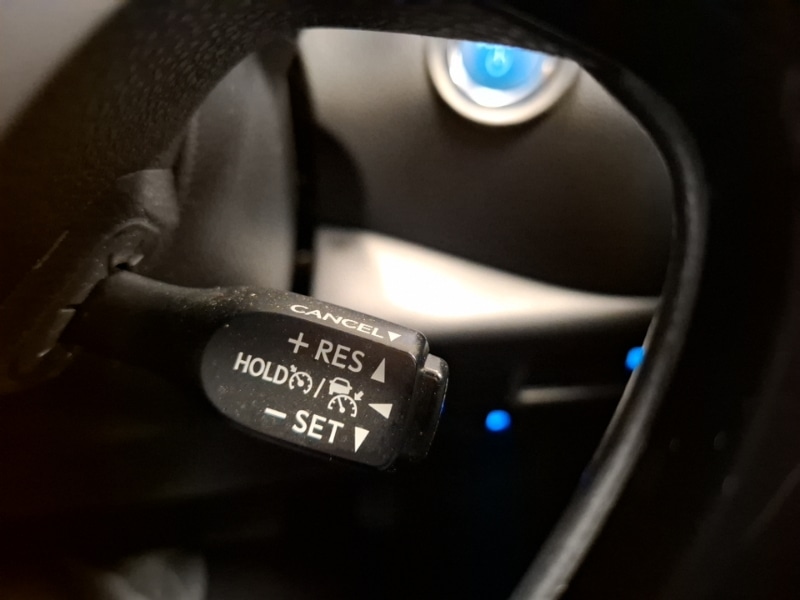 CANCEL
+ RES
HOLD /
− SET